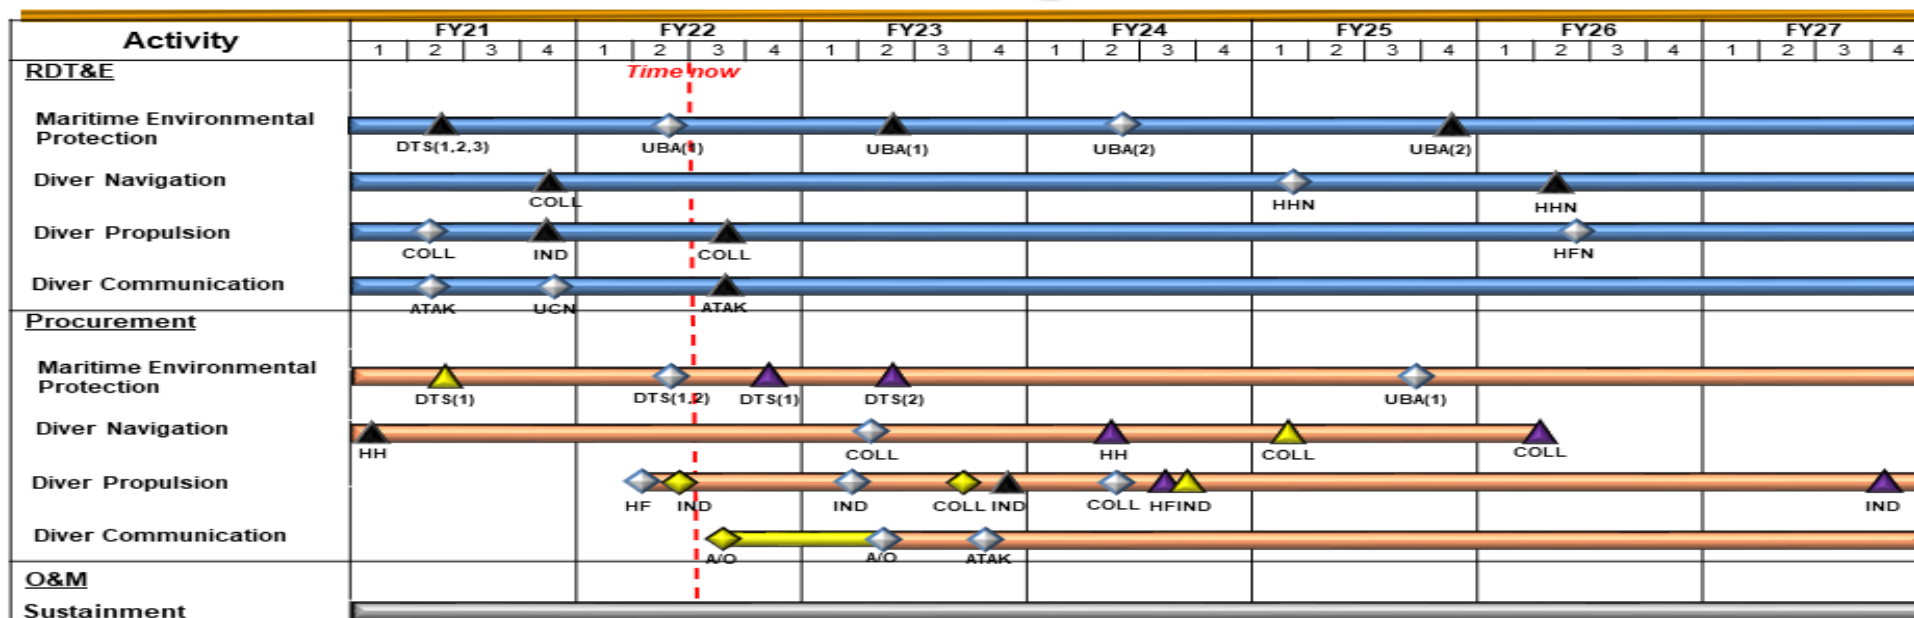 Activity
FY21 FY22 FY23 FY24 FY25 FY26 FY27
1 2 3 4 1 2 3 4 1 2 3 4 1 2 3 4 1 2 3 4 1 2 3 4 1 2 3 4
RDT&E
Time now
Maritime Environmental
Protection
DTS(1,2,3) UBA(1) UBA(1) UBA(2) UBA(2)
Diver Navigation
COLL HHN HHN
Diver Propulsion
COLL IND COLL HFN
Diver Communication
ATAK UCN ATAK
Procurement
Maritime Environmental
Protection
DTS(1) DTS(1,2) DTS(1) DTS(2) UBA(1)
Diver Navigation
HH COLL HH COLL COLL
Diver Propulsion
HF IND IND COLL IND COLL HF IND IND
Diver Communication
A/O A/O ATAK
O&M
Sustainment